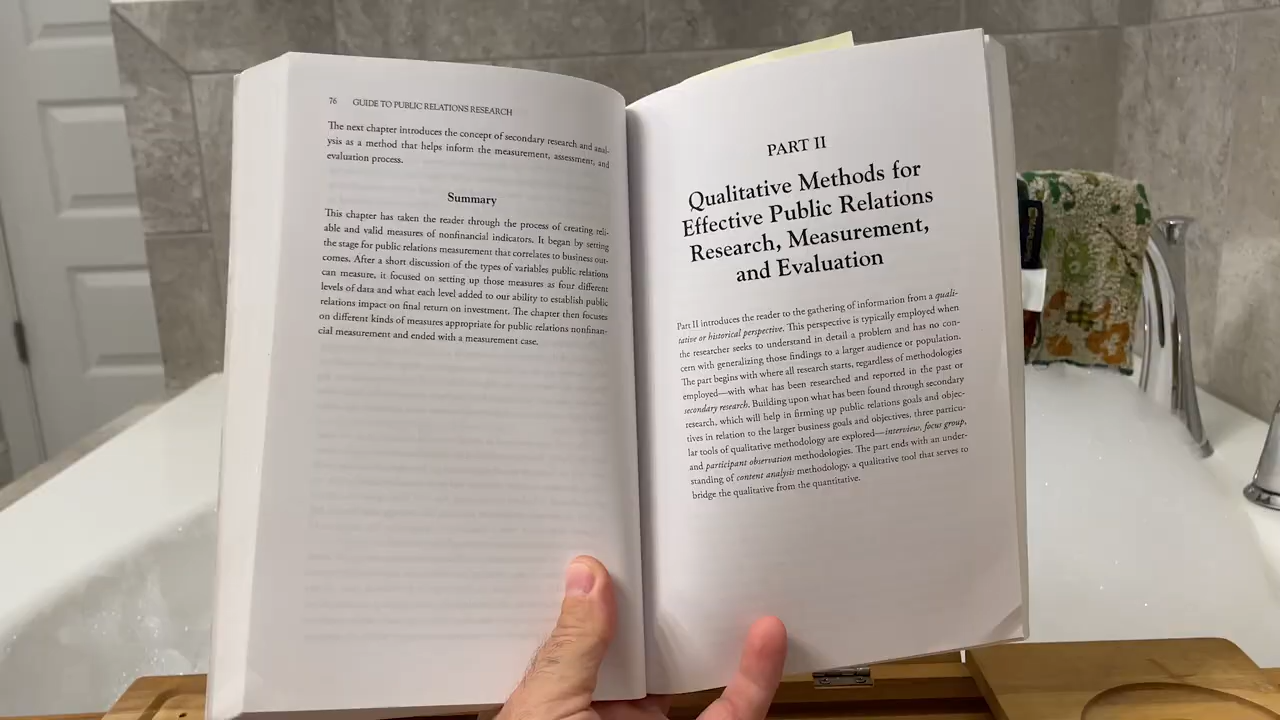 76 GUIDE TO PUBLIC RELATIONS RESEARCH
The next chapter introduces the concept of secondary research and anal-
ysis as a method that helps inform the measurement, assessment, and
evaluation process.
Summary
This chapter has taken the reader through the process of creating reli-
able and valid measures of nonfinancial indicators. It began by setting
the stage for public relations measurement that correlates to business out-
comes. After a short discussion of the types of variables public relations
can measure, it focused on setting up those measures as four different
levels of data and what each level added to our ability to establish public
relations impact on final return on investment. The chapter then focuses
on different kinds of measures appropriate for public relations nonfinan-
cial measurement and ended with a measurement case.
PART II
Qualitative Methods for
Effective Public Relations
Research, Measurement,
and Evaluation
Part II introduces the reader to the gathering of information from a quali-
tative or historical perspective. This perspective is typically employed when
the researcher seeks to understand in detail a problem and has no con-
cern with generalizing those findings to a larger audience or population.
The part begins with where all research starts, regardless of methodologies
employed—with what has been researched and reported in the past or
secondary research. Building upon what has been found through secondary
research, which will help in firming up public relations goals and objec-
tives in relation to the larger business goals and objectives, three particu-
lar tools of qualitative methodology are explored—interview, focus group,
and participant observation methodologies. The part ends with an under-
standing of content analysis methodology, a qualitative tool that serves to
bridge the qualitative from the quantitative.